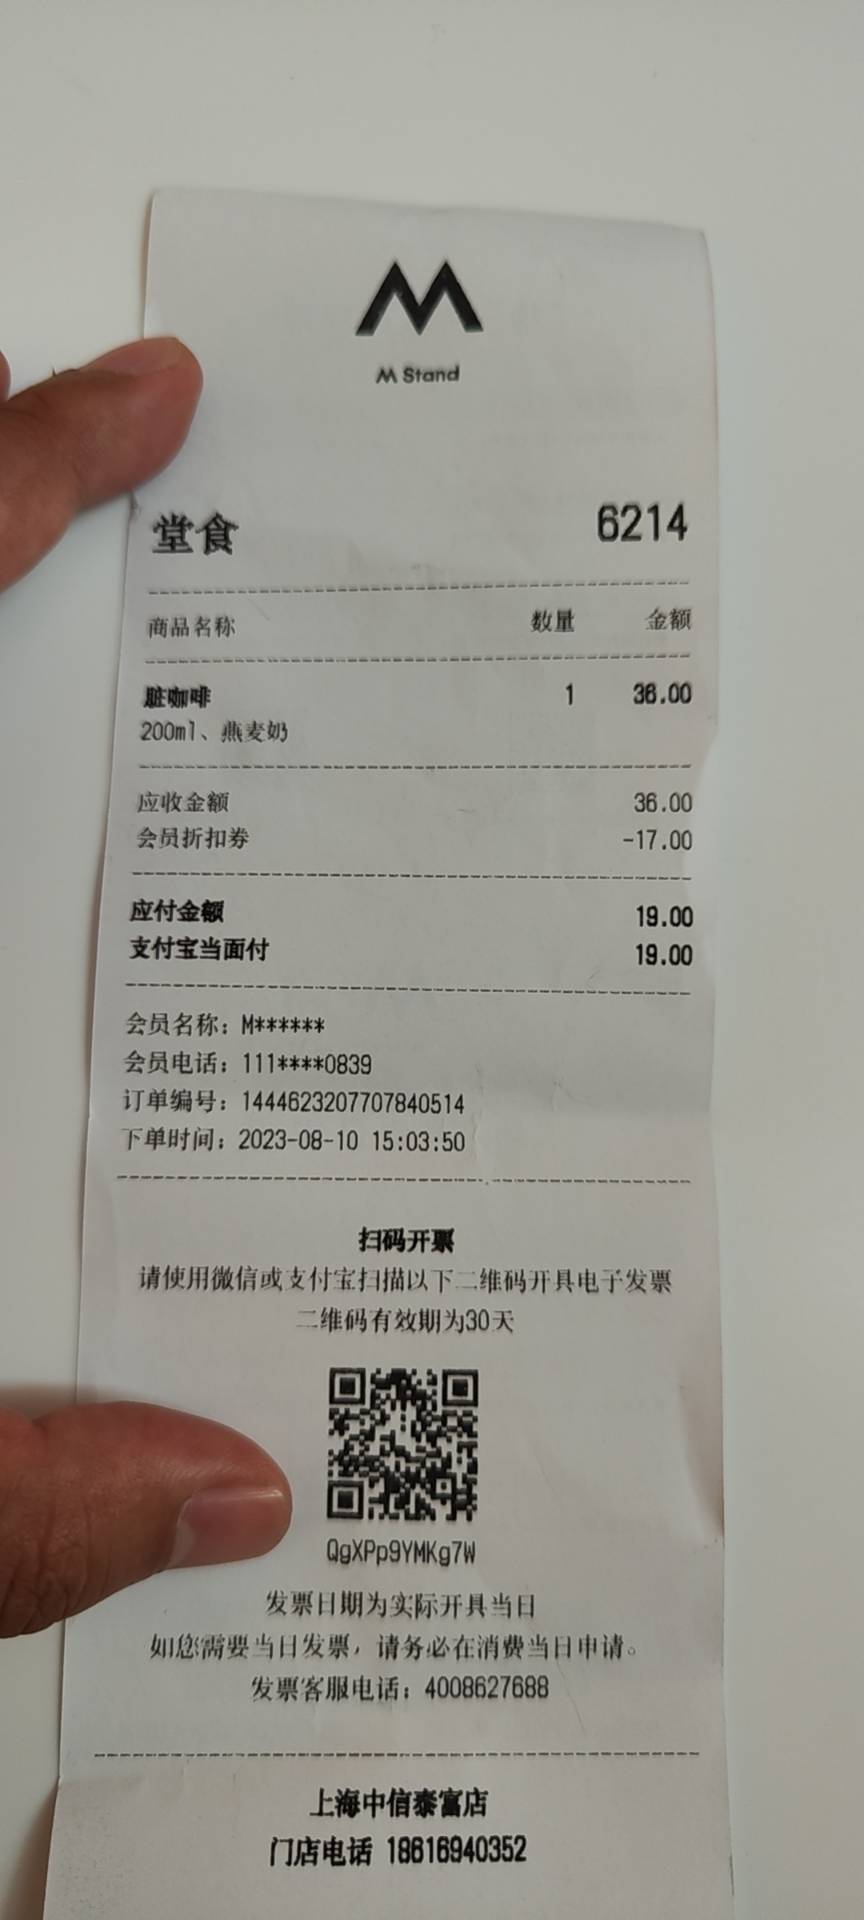 M Stand
堂食 6214
商品名称 数量 金额
脏咖啡 1 36.00
200ml、燕麦奶
应收金额 36.00
会员折扣券 -17.00
应付金额 19.00
支付宝当面付 19.00
会员名称：M******
会员电话：111****0839
订单编号：1444623207707840514
下单时间：2023-08-10 15:03:50
扫码开票
请使用微信或支付宝扫描以下二维码开具电子发票
二维码有效期为30天
QgXPp9YMKg7W
发票日期为实际开具当日
如您需要当日发票，请务必在消费当日申请。
发票客服电话：4008627688
上海中信泰富店
门店电话 18616940352